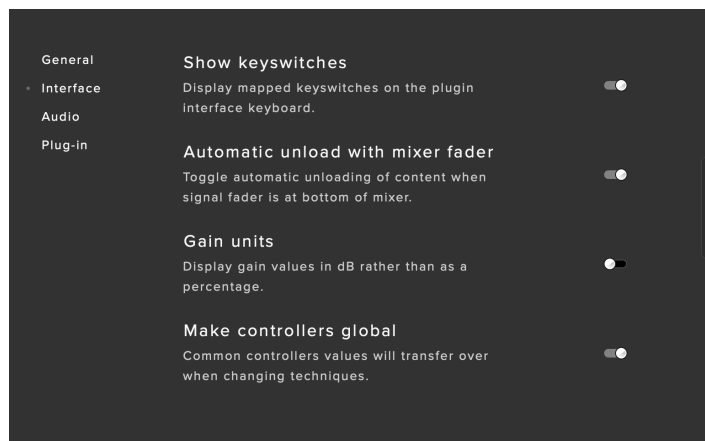 General
Interface
Audio
Plug-in
Show keyswitches
Display mapped keyswitches on the plugin
interface keyboard.
Automatic unload with mixer fader
Toggle automatic unloading of content when
signal fader is at bottom of mixer.
Gain units
Display gain values in dB rather than as a
percentage.
Make controllers global
Common controllers values will transfer over
when changing techniques.